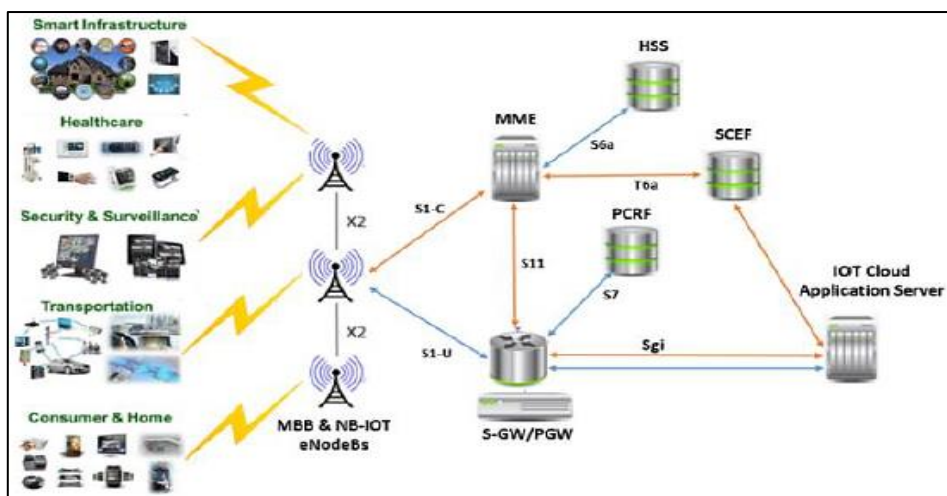 Smart Infrastructure
Healthcare
Security & Surveillance`
Transportation
Consumer & Home
X2
X2
MBB & NB-IOT
eNodeBs
S1-C
S1-U
MME
S11
S6a
HSS
T6a
SCEF
PCRF
S7
Sgi
S-GW/PGW
IOT Cloud
Application Server